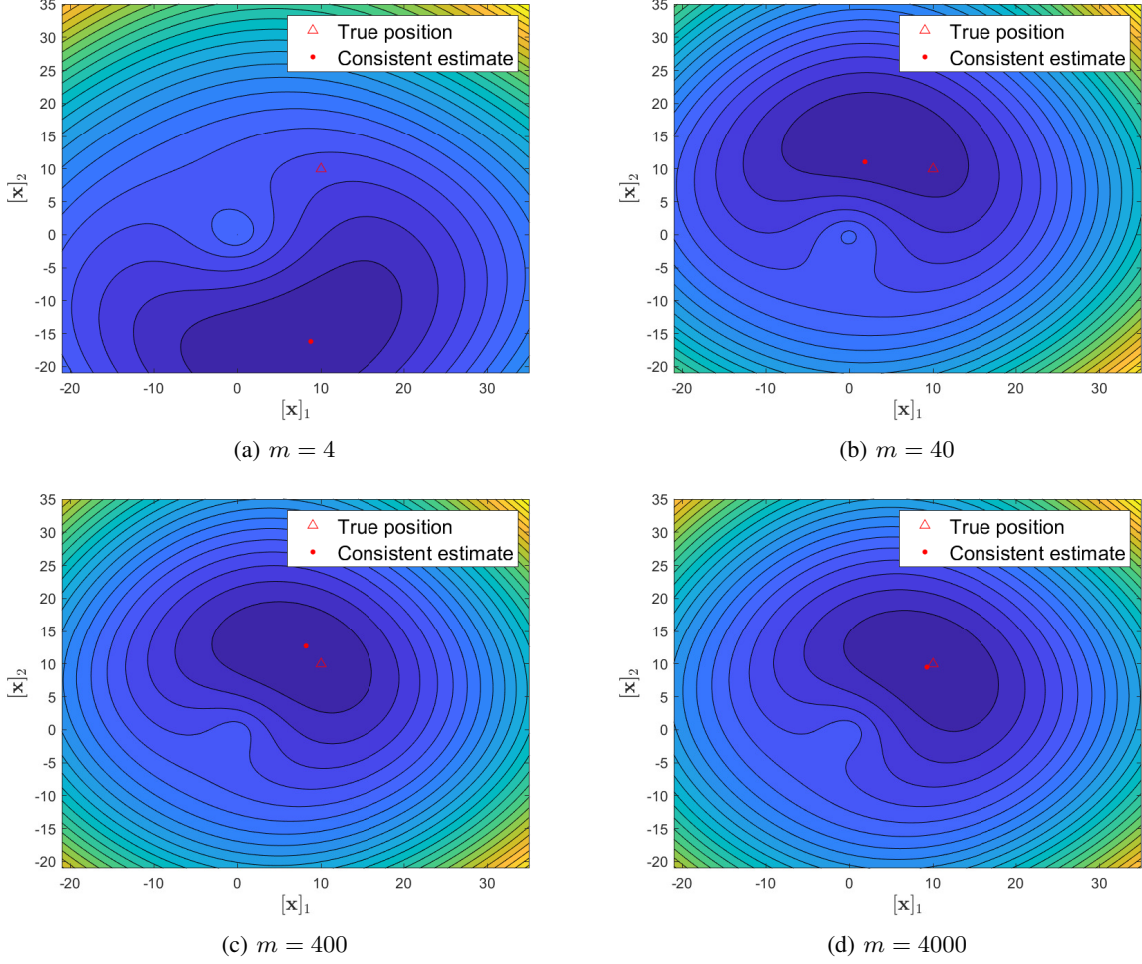 35
30
25
20
15
10
5
0
-5
-10
-15
-20
-20 -10 0 10 20 30
[x]₂
[x]₁
True position
Consistent estimate
(a) m = 4
35
30
25
20
15
10
5
0
-5
-10
-15
-20
-20 -10 0 10 20 30
[x]₂
[x]₁
True position
Consistent estimate
(b) m = 40
35
30
25
20
15
10
5
0
-5
-10
-15
-20
-20 -10 0 10 20 30
[x]₂
[x]₁
True position
Consistent estimate
(c) m = 400
35
30
25
20
15
10
5
0
-5
-10
-15
-20
-20 -10 0 10 20 30
[x]₂
[x]₁
True position
Consistent estimate
(d) m = 4000